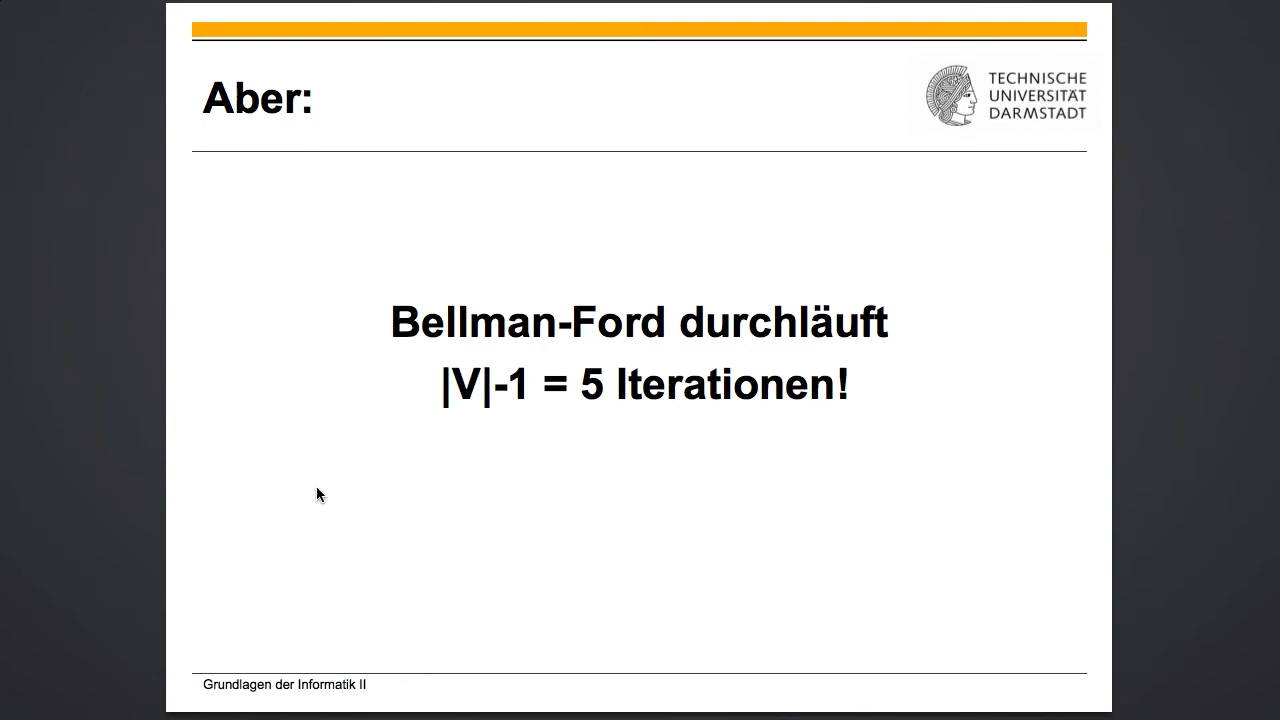 Aber:
TECHNISCHE
UNIVERSITÄT
DARMSTADT
Bellman-Ford durchläuft
|V|-1 = 5 Iterationen!
Grundlagen der Informatik II